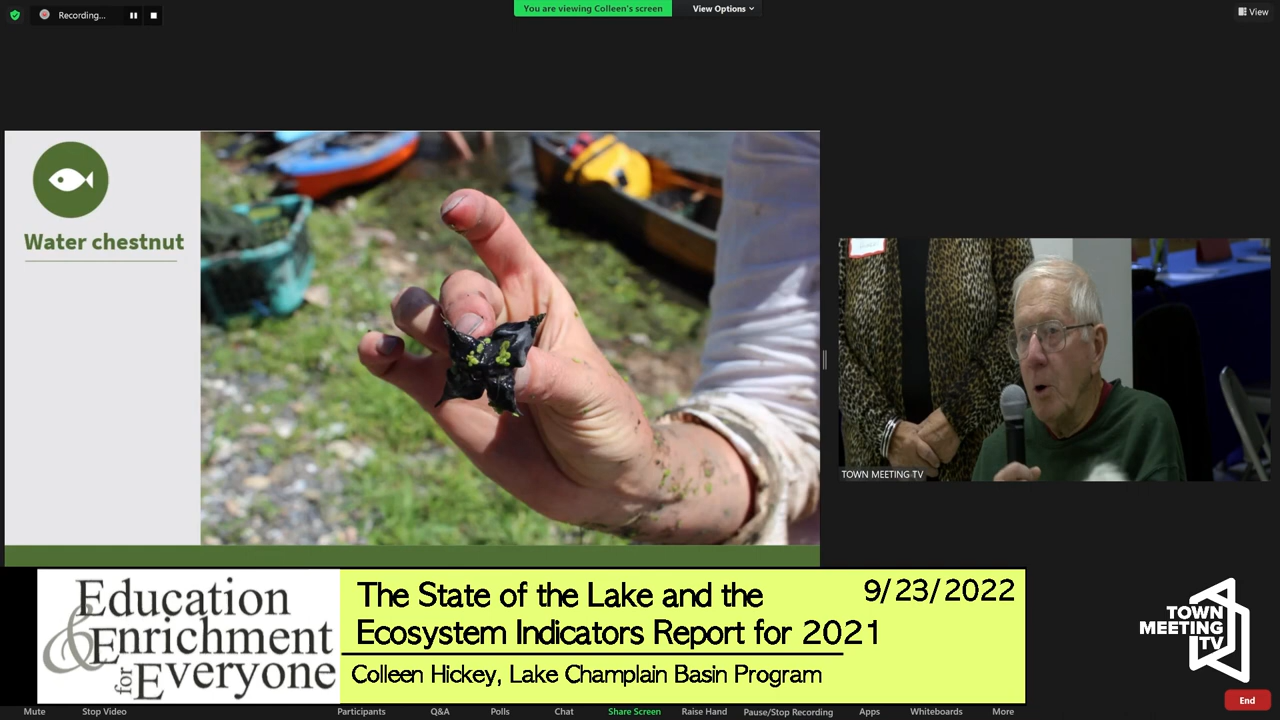 Recording...
You are viewing Colleen's screen
View Options
View
Water chestnut
TOWN MEETING TV
Education
& Enrichment
for Everyone
The State of the Lake and the
Ecosystem Indicators Report for 2021
9/23/2022
Colleen Hickey, Lake Champlain Basin Program
TOWN
MEETING
TV
End
Mute
Stop Video
Participants
Q&A
Polls
Chat
Share Screen
Raise Hand
Pause/Stop Recording
Apps
Whiteboards
More